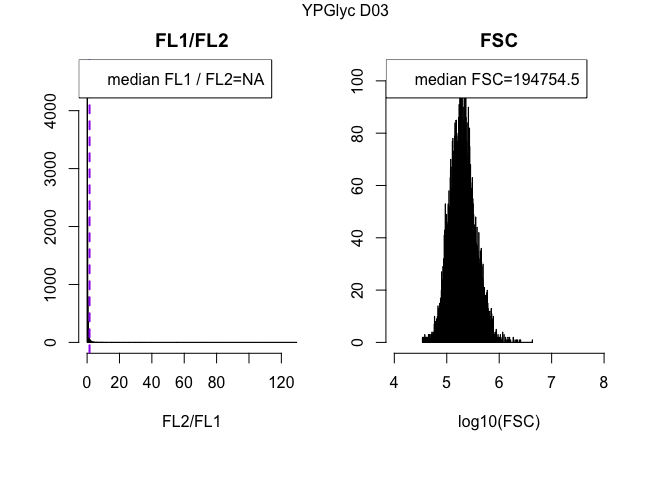 YPGlyc D03
FL1/FL2
median FL1 / FL2=NA
0 1000 2000 3000 4000
0 20 40 60 80 120
FL2/FL1
FSC
median FSC=194754.5
0 20 40 60 80 100
4 5 6 7 8
log10(FSC)